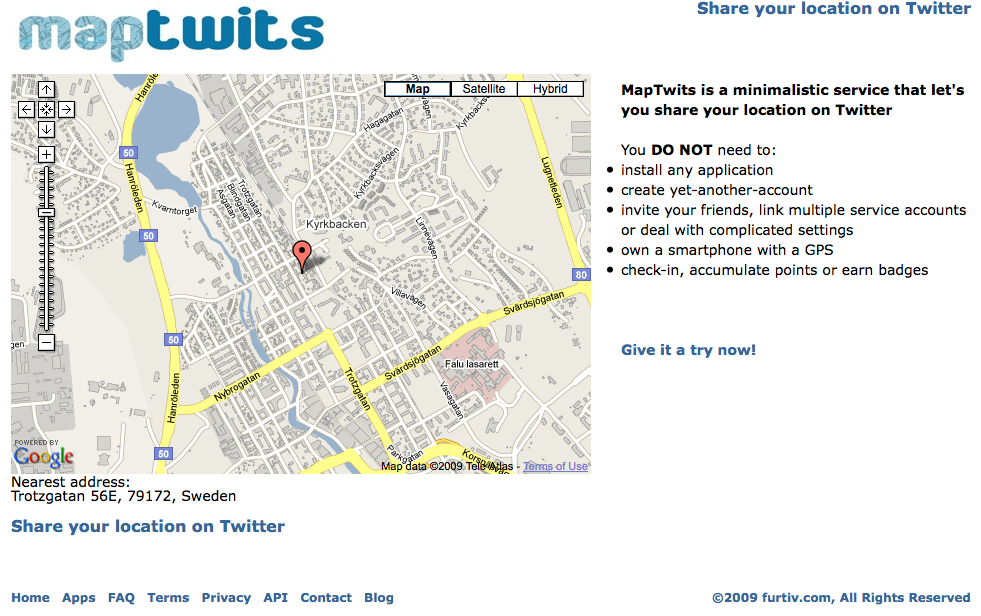 maptwits
Share your location on Twitter
Map
Satellite
Hybrid
Hanröleden
Hagagatan
Kyrkbacksvägen
Lugnetleden
50
Hanröleden
Trotzgatan
Blindgatan
Åsgatan
Kyrkbacksvägen
Kvarntorget
Linnévägen
Kyrkbacken
50
80
Villavägen
Svärdsjögatan
50
Svärdsjögatan
Falu lasarett
Nybrogatan
Trotzgatan
Vasagatan
Hanröleden
50
Parkgatan
POWERED BY
Google
Map data ©2009 Tele Atlas - Terms of Use
Nearest address:
Trotzgatan 56E, 79172, Sweden
Share your location on Twitter
MapTwits is a minimalistic service that let's
you share your location on Twitter
You DO NOT need to:
• install any application
• create yet-another-account
• invite your friends, link multiple service accounts
or deal with complicated settings
• own a smartphone with a GPS
• check-in, accumulate points or earn badges
Give it a try now!
Home Apps FAQ Terms Privacy API Contact Blog
©2009 furtiv.com, All Rights Reserved